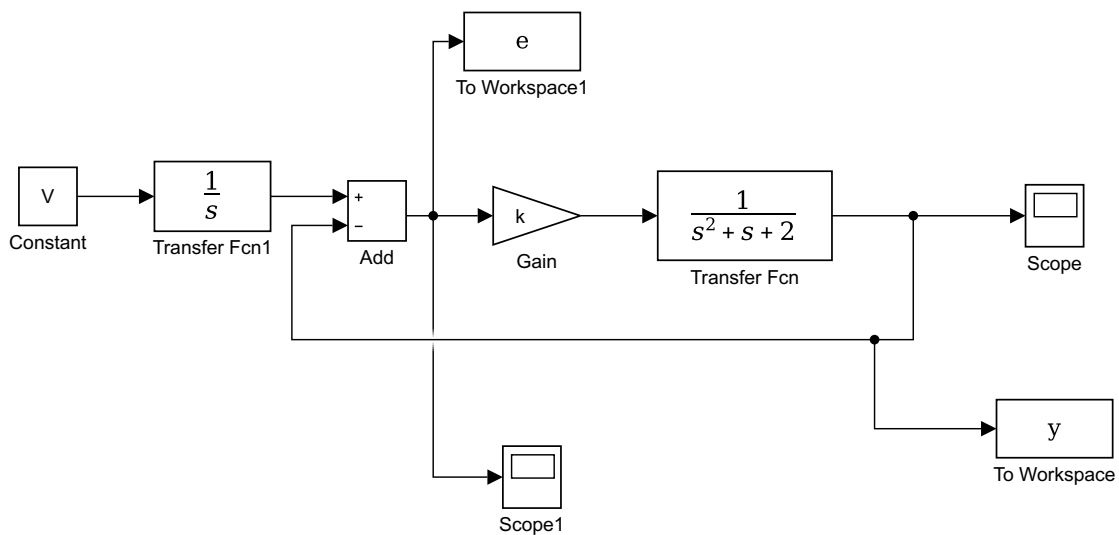 e
To Workspace1
V
Constant
1
s
Transfer Fcn1
+
−
Add
k
Gain
1
s² + s + 2
Transfer Fcn
Scope
y
To Workspace
Scope1